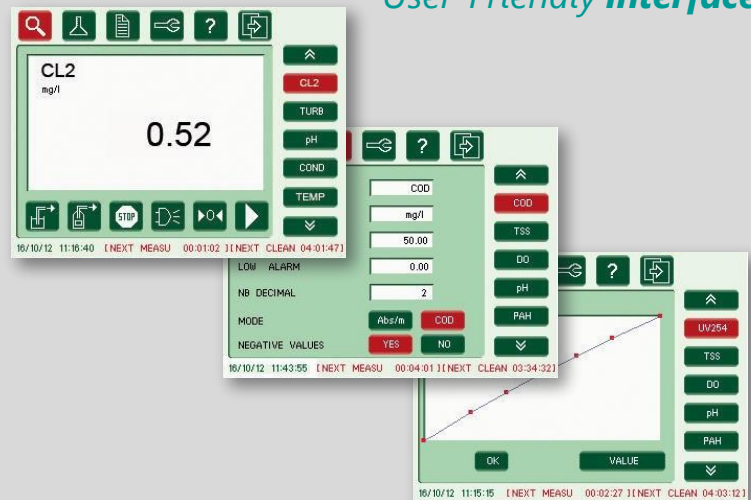 User Friendly Interface
?
CL2
mg/l
0.52
CL2
TURB
pH
COND
TEMP
STOP
0
16/10/12 11:16:40 [NEXT MEASU 00:01:02 ][NEXT CLEAN 04:01:47]
?
COD
mg/l
50.00
LOW ALARM 0.00
NB DECIMAL 2
MODE Abs/m COD
NEGATIVE VALUES YES NO
COD
TSS
DO
pH
PAH
16/10/12 11:43:55 [NEXT MEASU 00:04:01 ][NEXT CLEAN 03:34:32]
?
UV254
TSS
DO
pH
PAH
OK VALUE
16/10/12 11:15:15 [NEXT MEASU 00:02:27 ][NEXT CLEAN 04:03:12]